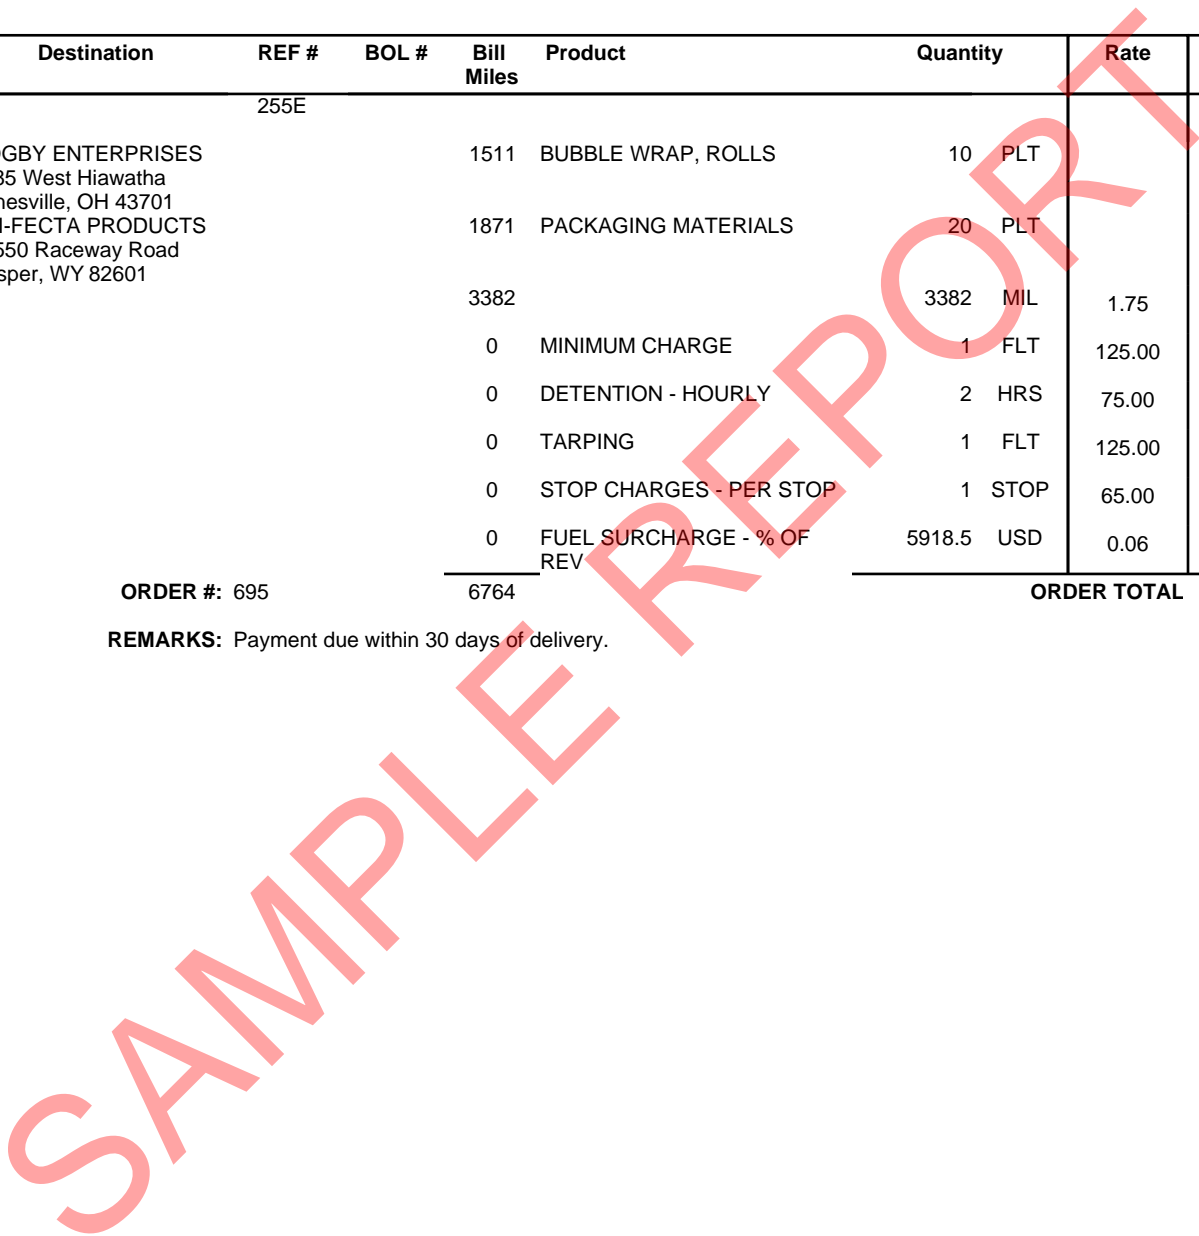 Destination REF # BOL # Bill Miles Product Quantity Rate
255E
GBY ENTERPRISES 1511 BUBBLE WRAP, ROLLS 10 PLT
35 West Hiawatha
nesville, OH 43701
I-FECTA PRODUCTS 1871 PACKAGING MATERIALS 20 PLT
550 Raceway Road
sper, WY 82601
3382 3382 MIL 1.75
0 MINIMUM CHARGE 1 FLT 125.00
0 DETENTION - HOURLY 2 HRS 75.00
0 TARPING 1 FLT 125.00
0 STOP CHARGES - PER STOP 1 STOP 65.00
0 FUEL SURCHARGE - % OF REV 5918.5 USD 0.06
ORDER #: 695 6764 ORDER TOTAL
REMARKS: Payment due within 30 days of delivery.
SAMPLE REPORT